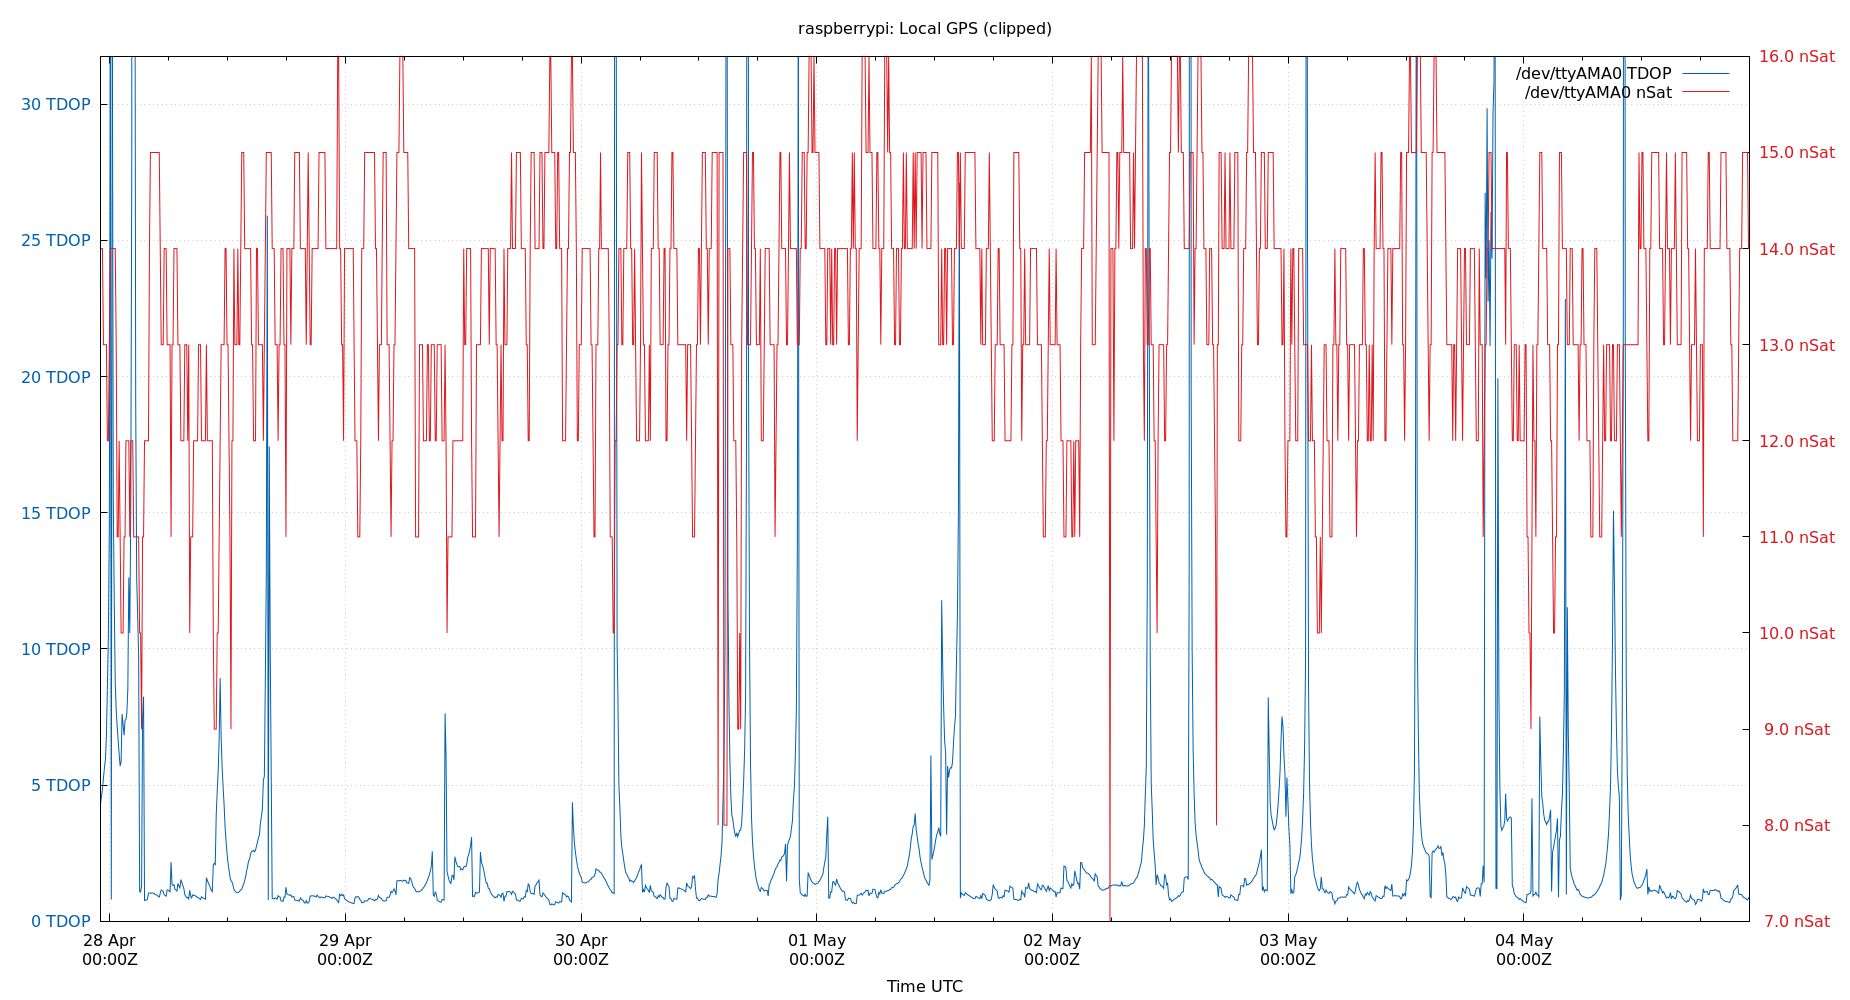 raspberrypi: Local GPS (clipped)
/dev/ttyAMA0 TDOP
/dev/ttyAMA0 nSat
30 TDOP
25 TDOP
20 TDOP
15 TDOP
10 TDOP
5 TDOP
0 TDOP
16.0 nSat
15.0 nSat
14.0 nSat
13.0 nSat
12.0 nSat
11.0 nSat
10.0 nSat
9.0 nSat
8.0 nSat
7.0 nSat
28 Apr
00:00Z
29 Apr
00:00Z
30 Apr
00:00Z
01 May
00:00Z
02 May
00:00Z
03 May
00:00Z
04 May
00:00Z
Time UTC